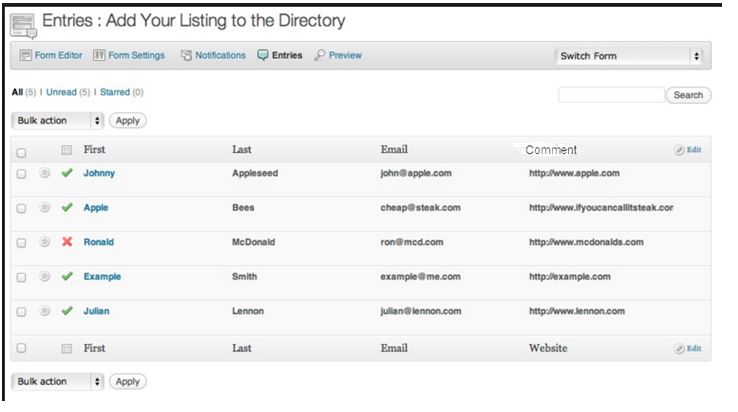 Entries : Add Your Listing to the Directory
Form Editor Form Settings Notifications Entries Preview Switch Form
All (5) | Unread (5) | Starred (0)
Search
Bulk action Apply
First Last Email Comment Edit
Johnny Appleseed john@apple.com http://www.apple.com
Apple Bees cheap@steak.com http://www.ifyoucancallitsteak.cor
Ronald McDonald ron@mcd.com http://www.mcdonalds.com
Example Smith example@me.com http://example.com
Julian Lennon julian@lennon.com http://www.lennon.com
First Last Email Website Edit
Bulk action Apply